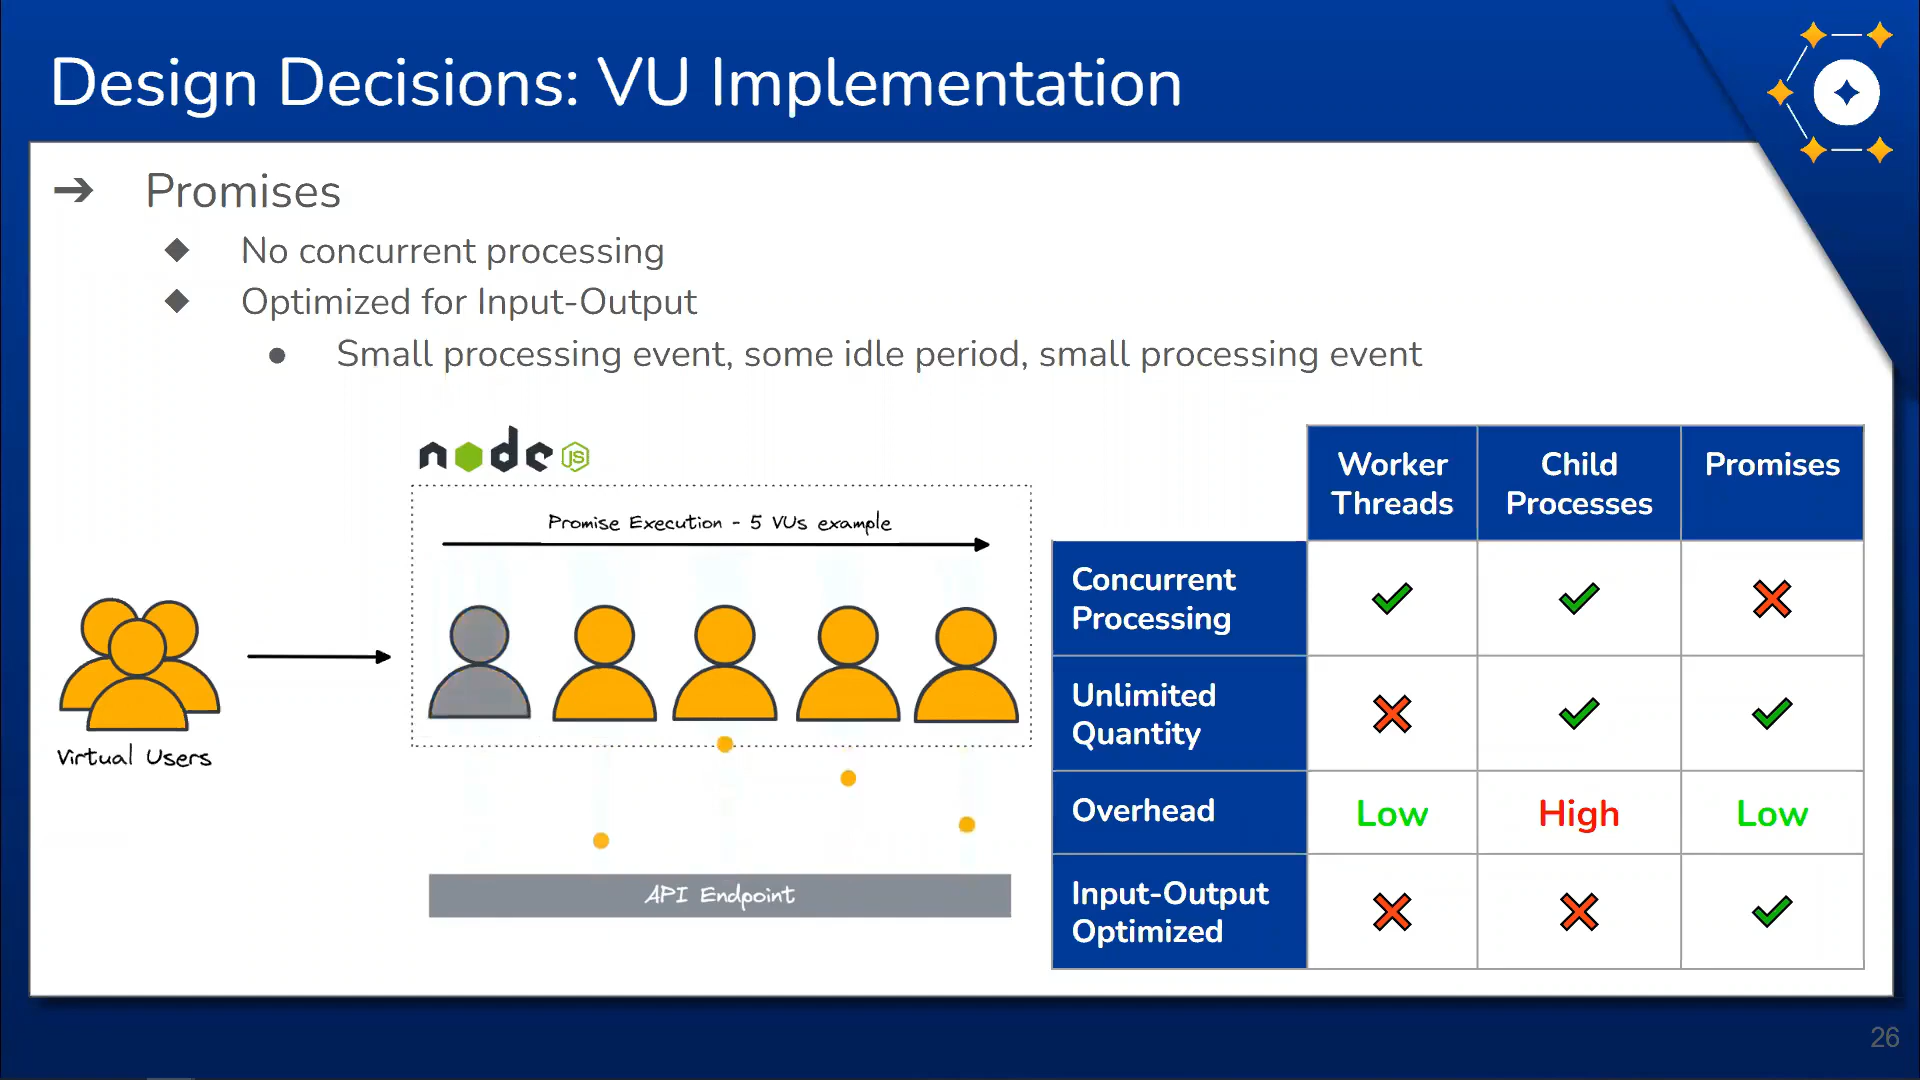 Design Decisions: VU Implementation
➔ Promises
◆ No concurrent processing
◆ Optimized for Input-Output
● Small processing event, some idle period, small processing event
node JS
Promise Execution - 5 VUs example
Virtual Users
API Endpoint
Worker Threads Child Processes Promises
Concurrent Processing ✔ ✔ ❌
Unlimited Quantity ❌ ✔ ✔
Overhead Low High Low
Input-Output Optimized ❌ ❌ ✔
26